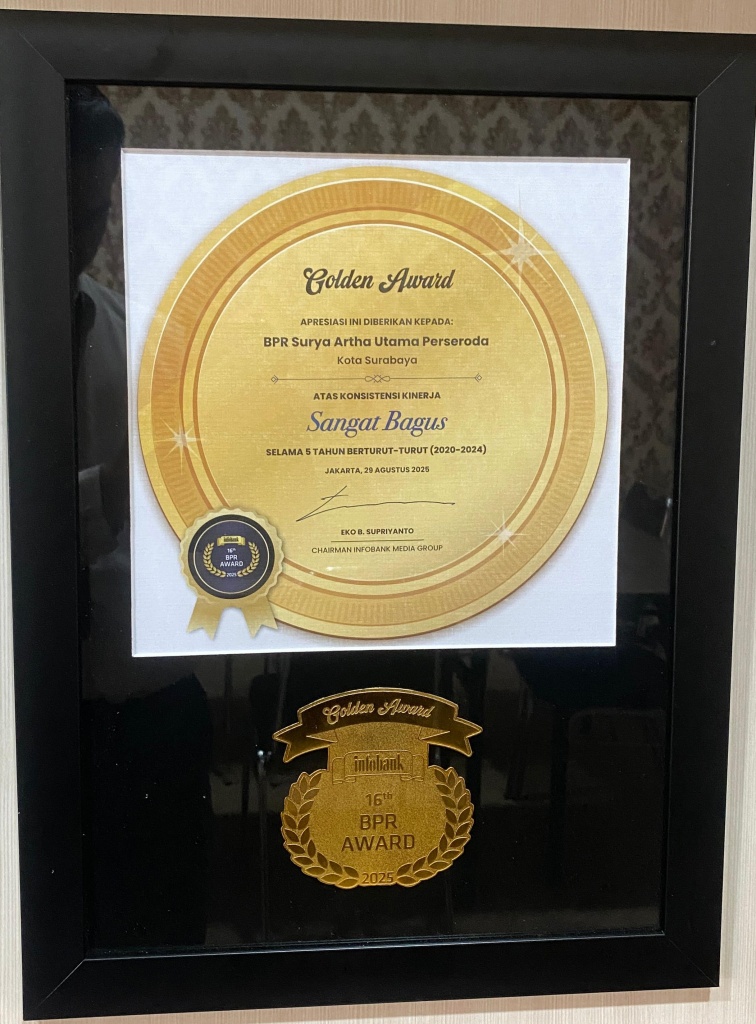 Golden Award
APRESIASI INI DIBERIKAN KEPADA:
BPR Surya Artha Utama Perseroda
Kota Surabaya
ATAS KONSISTENSI KINERJA
Sangat Bagus
SELAMA 5 TAHUN BERTURUT-TURUT (2020-2024)
JAKARTA, 29 AGUSTUS 2025
EKO B. SUPRIYANTO
CHAIRMAN INFOBANK MEDIA GROUP
infobank
16th
BPR
AWARD
2025
Golden Award
infobank
16th
BPR
AWARD
2025